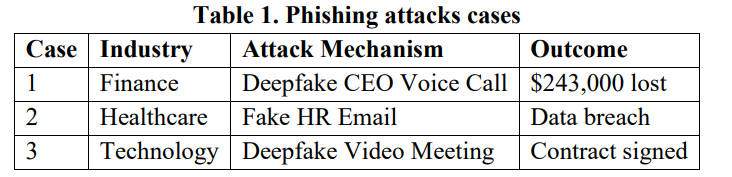 Table 1. Phishing attacks cases
Case Industry Attack Mechanism Outcome
1 Finance Deepfake CEO Voice Call $243,000 lost
2 Healthcare Fake HR Email Data breach
3 Technology Deepfake Video Meeting Contract signed